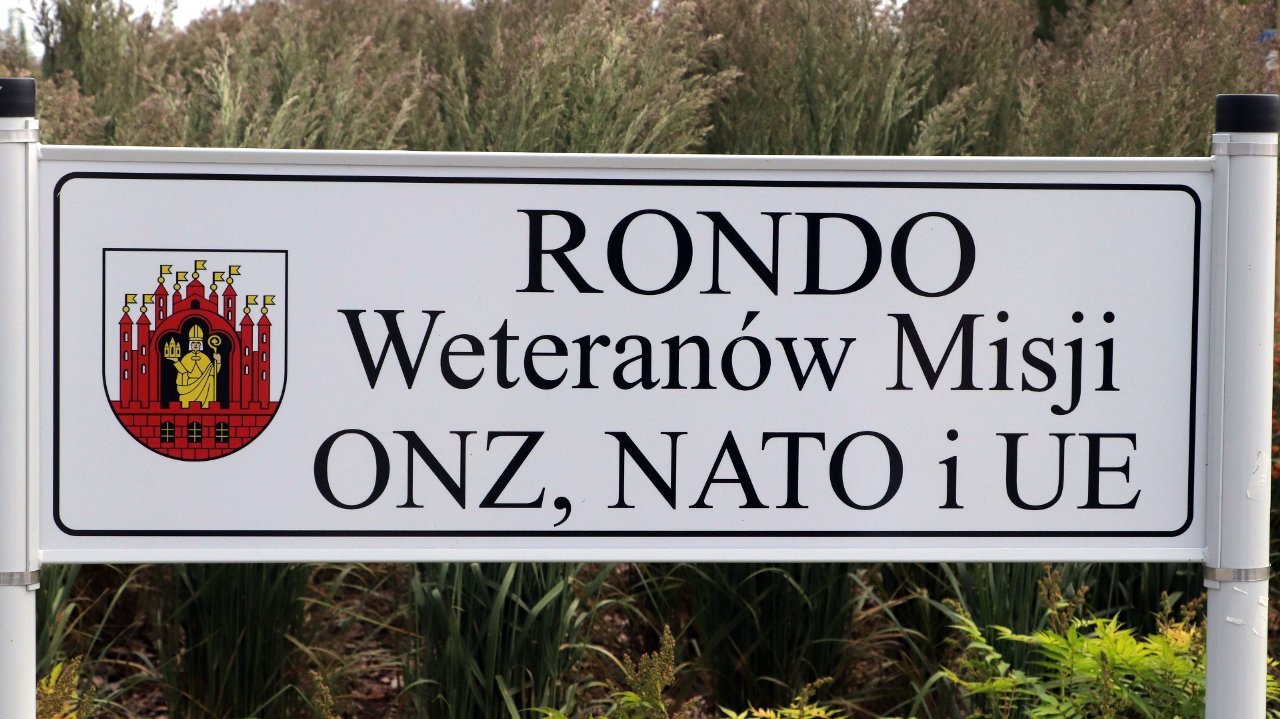 RONDO
Weteranów Misji
ONZ, NATO i UE